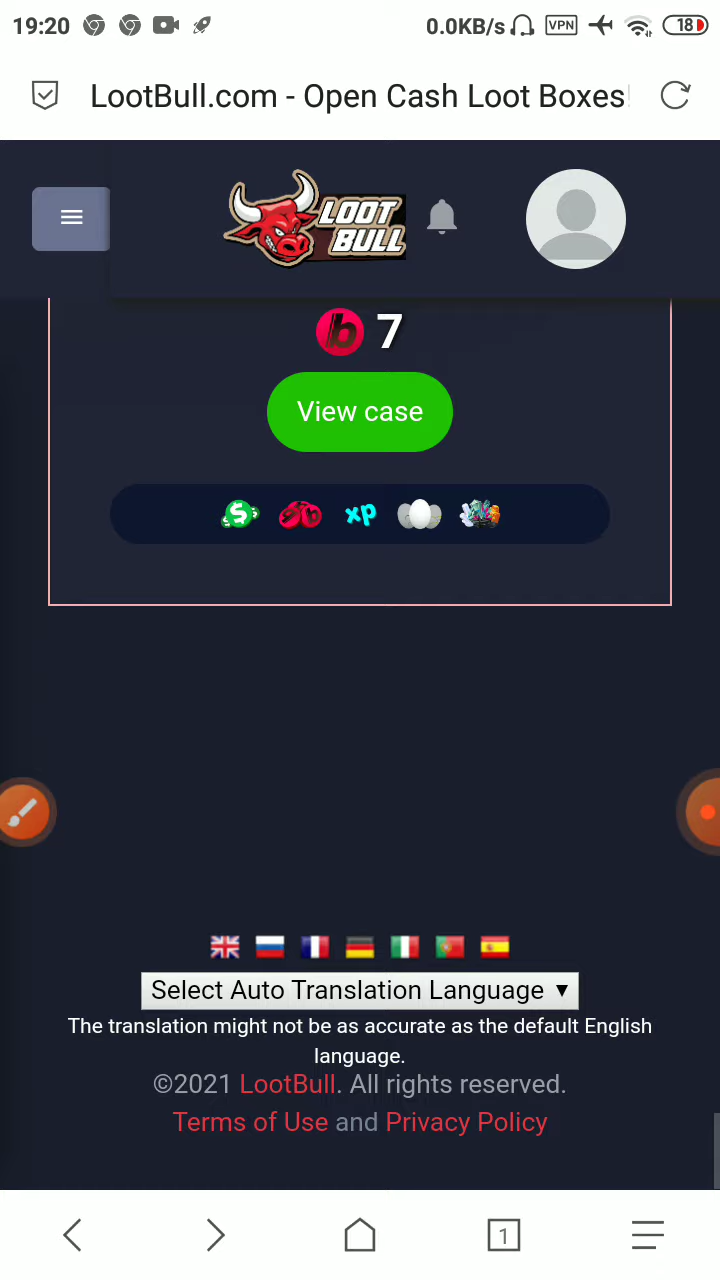 19:20 0.0KB/s VPN 18
LootBull.com - Open Cash Loot Boxes!
LOOT
BULL
b 7
View case
$ b xp
Select Auto Translation Language ▼
The translation might not be as accurate as the default English
language.
©2021 LootBull. All rights reserved.
Terms of Use and Privacy Policy
1